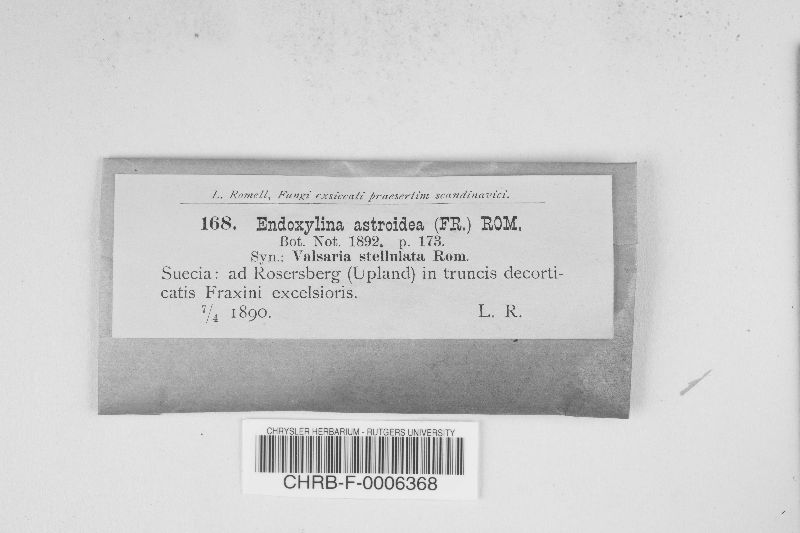 L. Romell, Fungi exsiccati praesertim scandinavici.
168. Endoxylina astroidea (FR.) ROM.
Bot. Not. 1892. p. 173.
Syn.: Valsaria stellulata Rom.
Suecia: ad Rosersberg (Upland) in truncis decorti-
catis Fraxini excelsioris.
7/4 1890. L. R.
CHRYSLER HERBARIUM - RUTGERS UNIVERSITY
CHRB-F-0006368